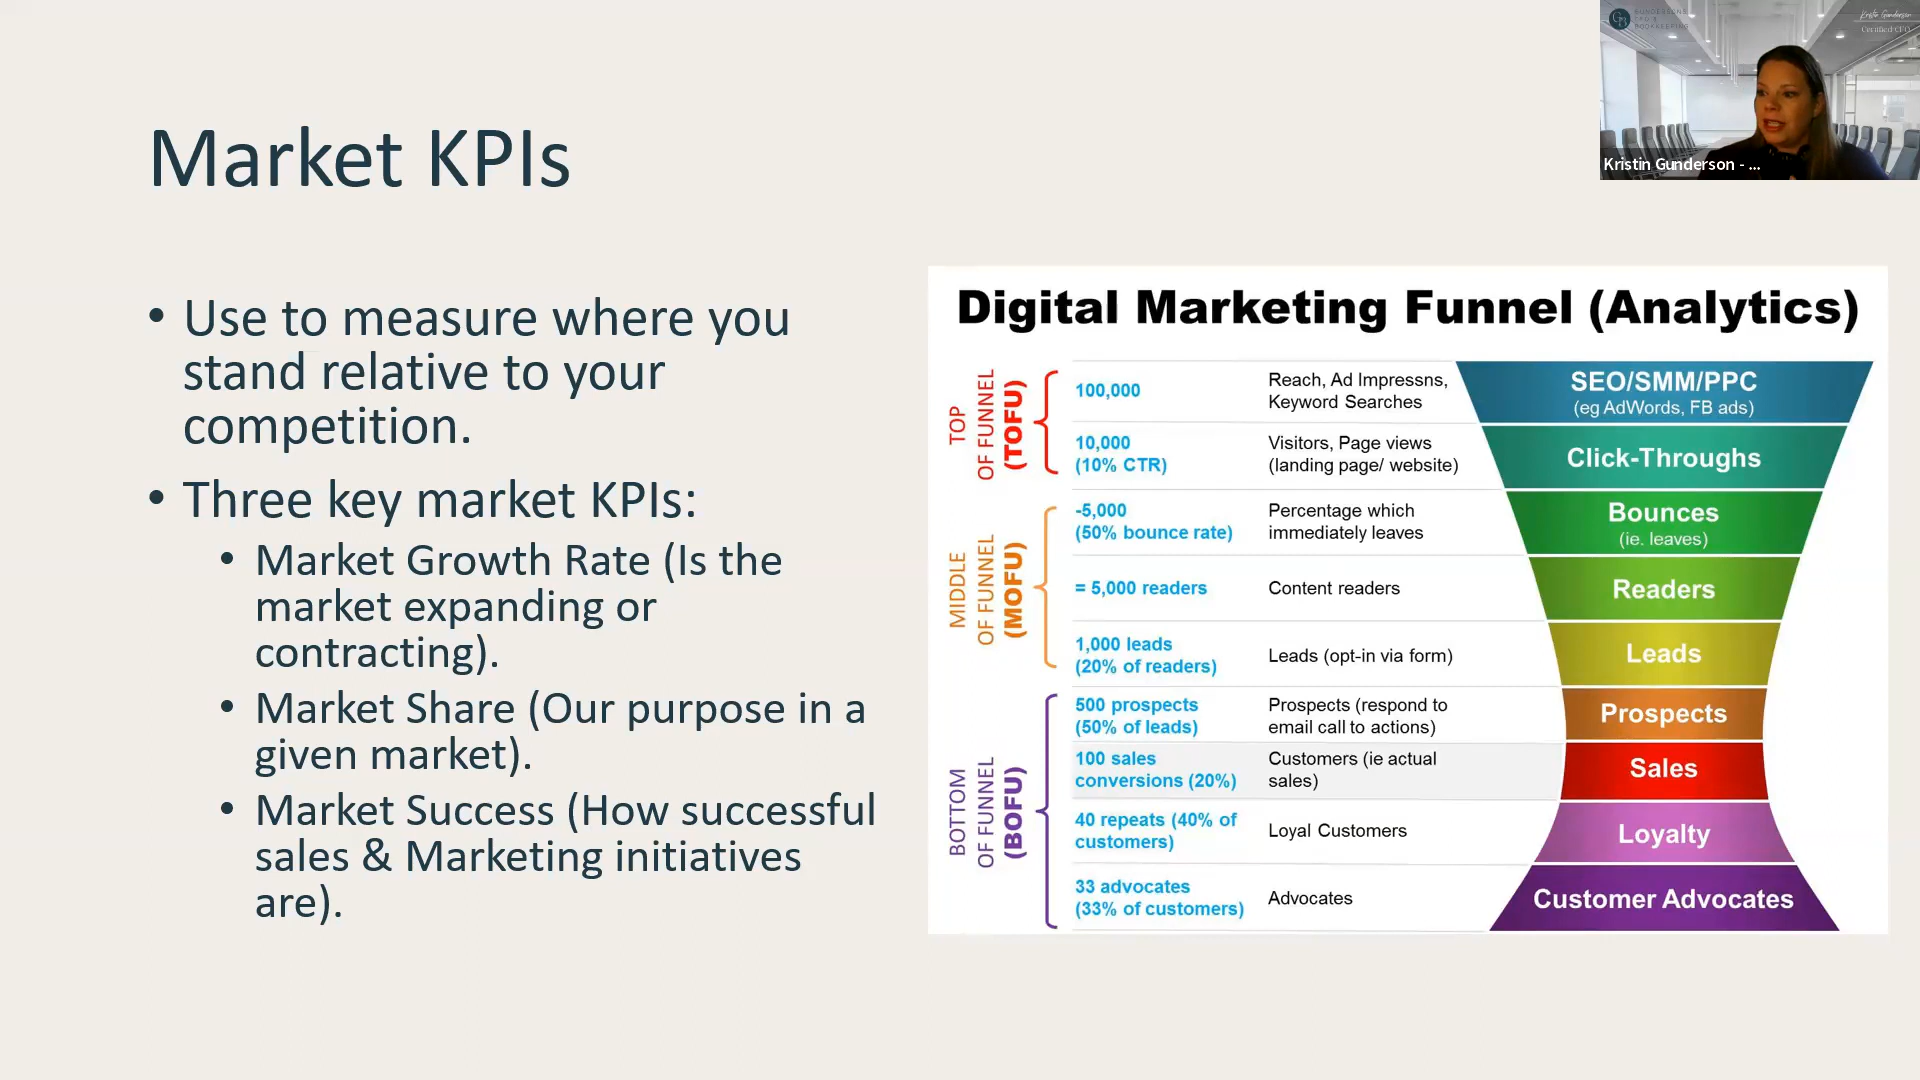 GUNDERSONS
CFO &
BOOKKEEPING
Kristin Gunderson
Certified CFO
Kristin Gunderson - ...
Market KPIs
• Use to measure where you
stand relative to your
competition.
• Three key market KPIs:
• Market Growth Rate (Is the
market expanding or
contracting).
• Market Share (Our purpose in a
given market).
• Market Success (How successful
sales & Marketing initiatives
are).
Digital Marketing Funnel (Analytics)
TOP
OF FUNNEL
(TOFU)
100,000
Reach, Ad Impressns,
Keyword Searches
SEO/SMM/PPC
(eg AdWords, FB ads)
10,000
(10% CTR)
Visitors, Page views
(landing page/ website)
Click-Throughs
MIDDLE
OF FUNNEL
(MOFU)
-5,000
(50% bounce rate)
Percentage which
immediately leaves
Bounces
(ie. leaves)
= 5,000 readers
Content readers
Readers
1,000 leads
(20% of readers)
Leads (opt-in via form)
Leads
BOTTOM
OF FUNNEL
(BOFU)
500 prospects
(50% of leads)
Prospects (respond to
email call to actions)
Prospects
100 sales
conversions (20%)
Customers (ie actual
sales)
Sales
40 repeats (40% of
customers)
Loyal Customers
Loyalty
33 advocates
(33% of customers)
Advocates
Customer Advocates